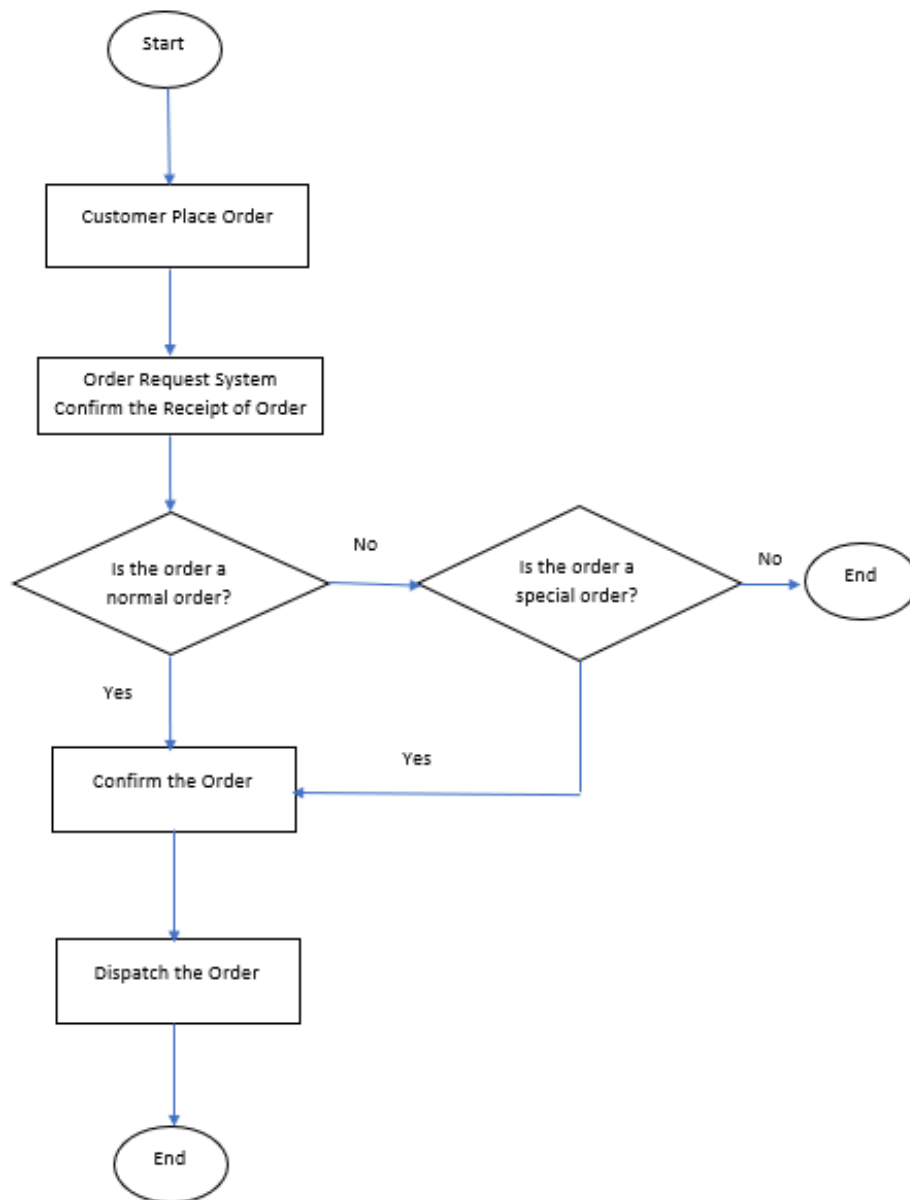 Start
Customer Place Order
Order Request System
Confirm the Receipt of Order
Is the order a
normal order?
No
Is the order a
special order?
No
End
Yes
Yes
Confirm the Order
Dispatch the Order
End